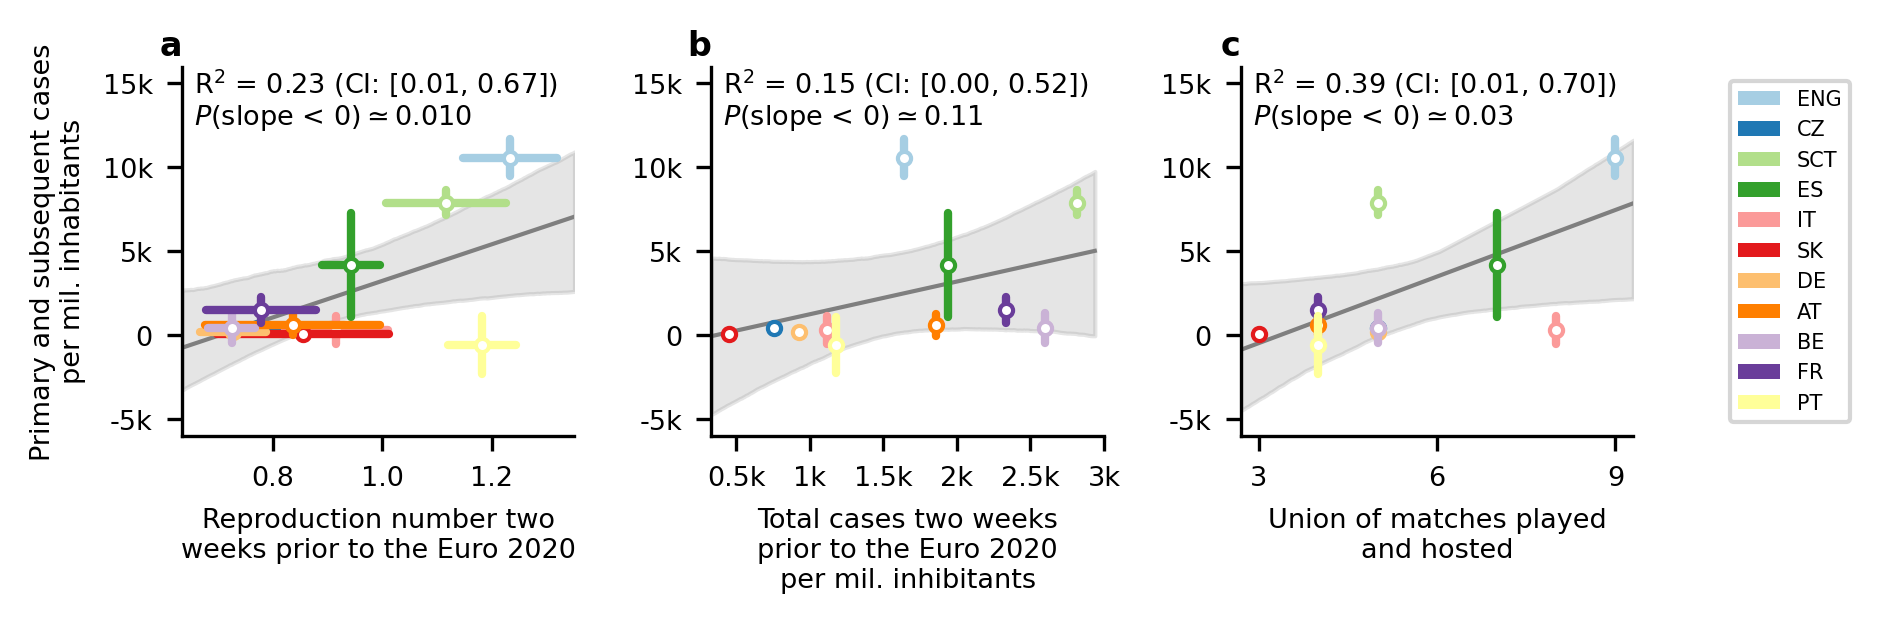 a
b
c
Primary and subsequent cases
per mil. inhabitants
15k
10k
5k
0
-5k
R² = 0.23 (CI: [0.01, 0.67])
P(slope < 0) ≃ 0.010
0.8
1.0
1.2
Reproduction number two
weeks prior to the Euro 2020
15k
10k
5k
0
-5k
R² = 0.15 (CI: [0.00, 0.52])
P(slope < 0) ≃ 0.11
0.5k
1k
1.5k
2k
2.5k
3k
Total cases two weeks
prior to the Euro 2020
per mil. inhibitants
15k
10k
5k
0
-5k
R² = 0.39 (CI: [0.01, 0.70])
P(slope < 0) ≃ 0.03
3
6
9
Union of matches played
and hosted
ENG
CZ
SCT
ES
IT
SK
DE
AT
BE
FR
PT